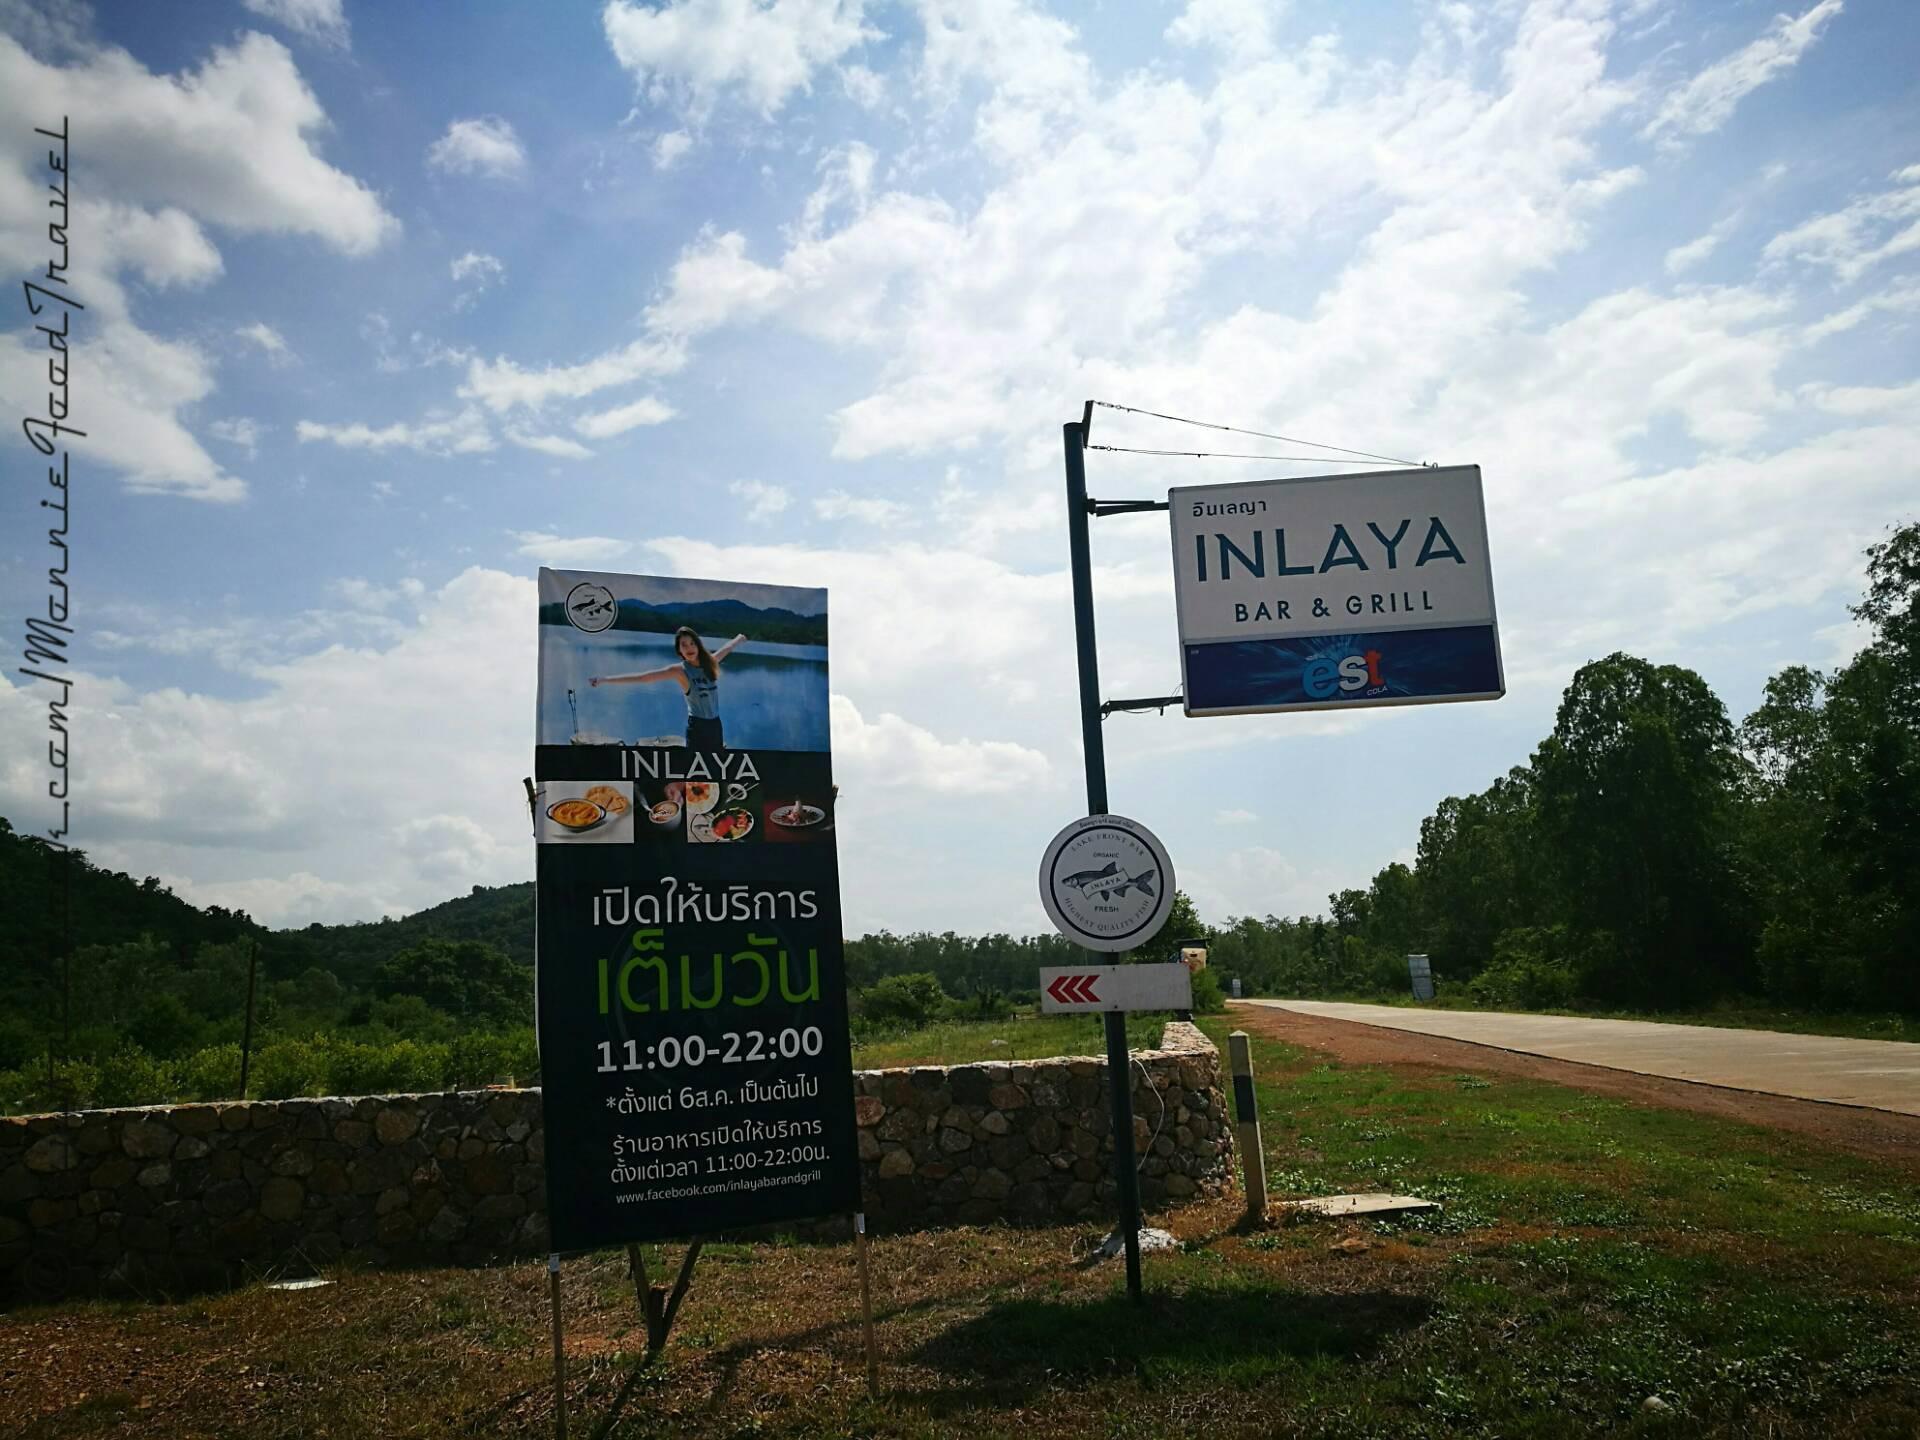 อินเลญา
INLAYA
BAR & GRILL
est
COLA
INLAYA
เปิดให้บริการ
เต็มวัน
11:00-22:00
*ตั้งแต่ 6ส.ค. เป็นต้นไป
ร้านอาหารเปิดให้บริการ
ตั้งแต่เวลา 11:00-22:00น.
www.facebook.com/inlayabarandgrill
LAKE FRONT BAR
ORGANIC
INLAYA
FRESH
HIGHEST QUALITY FISH
.com/MannieFoodTravel